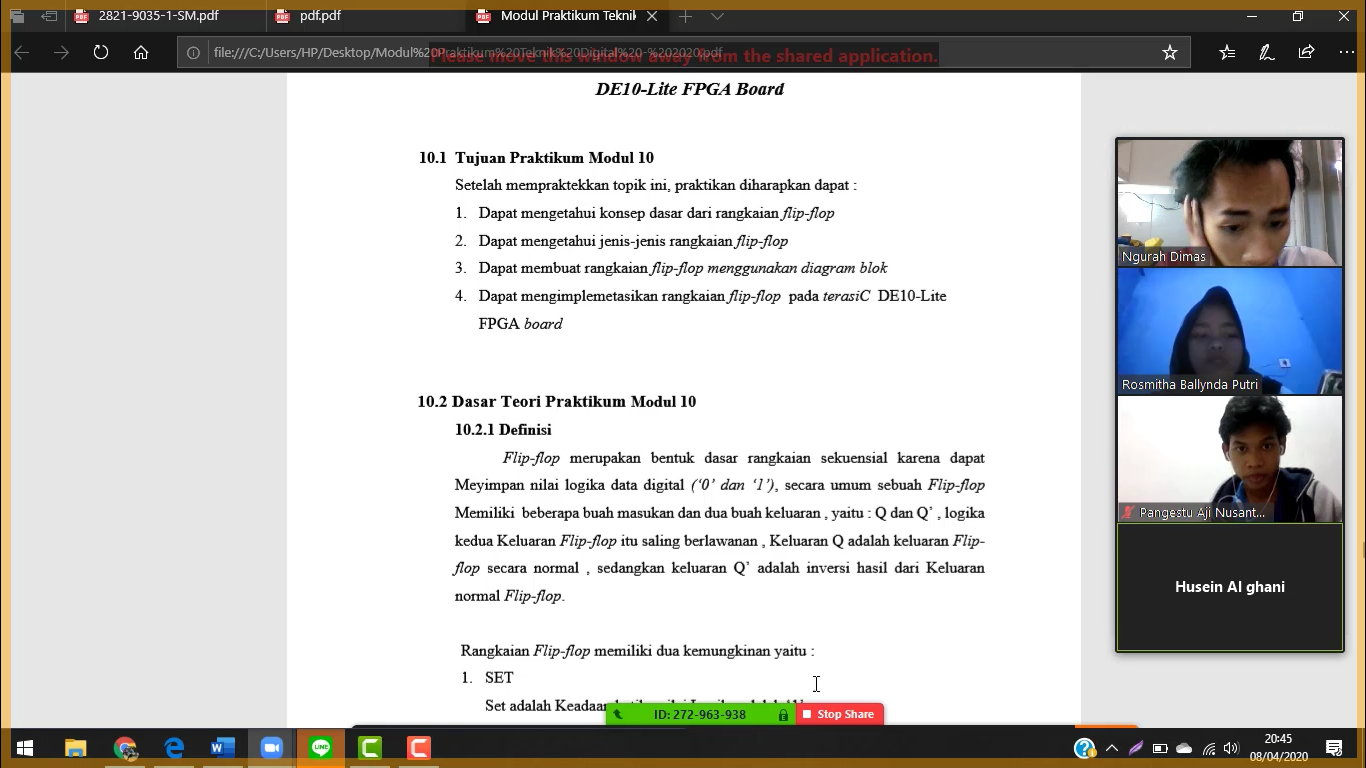 2821-9035-1-SM.pdf
pdf.pdf
Modul Praktikum Teknik
file:///C:/Users/HP/Desktop/Modul%20Praktikum%20Teknik%20Digital%20-%202020.pdf
Please move this window away from the shared application.
DE10-Lite FPGA Board
10.1 Tujuan Praktikum Modul 10
Setelah mempraktekkan topik ini, praktikan diharapkan dapat :
1. Dapat mengetahui konsep dasar dari rangkaian flip-flop
2. Dapat mengetahui jenis-jenis rangkaian flip-flop
3. Dapat membuat rangkaian flip-flop menggunakan diagram blok
4. Dapat mengimplemetasikan rangkaian flip-flop pada terasiC DE10-Lite
FPGA board
10.2 Dasar Teori Praktikum Modul 10
10.2.1 Definisi
Flip-flop merupakan bentuk dasar rangkaian sekuensial karena dapat
Meyimpan nilai logika data digital (‘0’ dan ‘1’), secara umum sebuah Flip-flop
Memiliki beberapa buah masukan dan dua buah keluaran , yaitu : Q dan Q’ , logika
kedua Keluaran Flip-flop itu saling berlawanan , Keluaran Q adalah keluaran Flip-
flop secara normal , sedangkan keluaran Q’ adalah inversi hasil dari Keluaran
normal Flip-flop.
Rangkaian Flip-flop memiliki dua kemungkinan yaitu :
1. SET
Set adalah Keadaan
Ngurah Dimas
Rosmitha Ballynda Putri
Pangestu Aji Nusant...
Husein Al ghani
ID: 272-963-938
Stop Share
20:45
08/04/2020